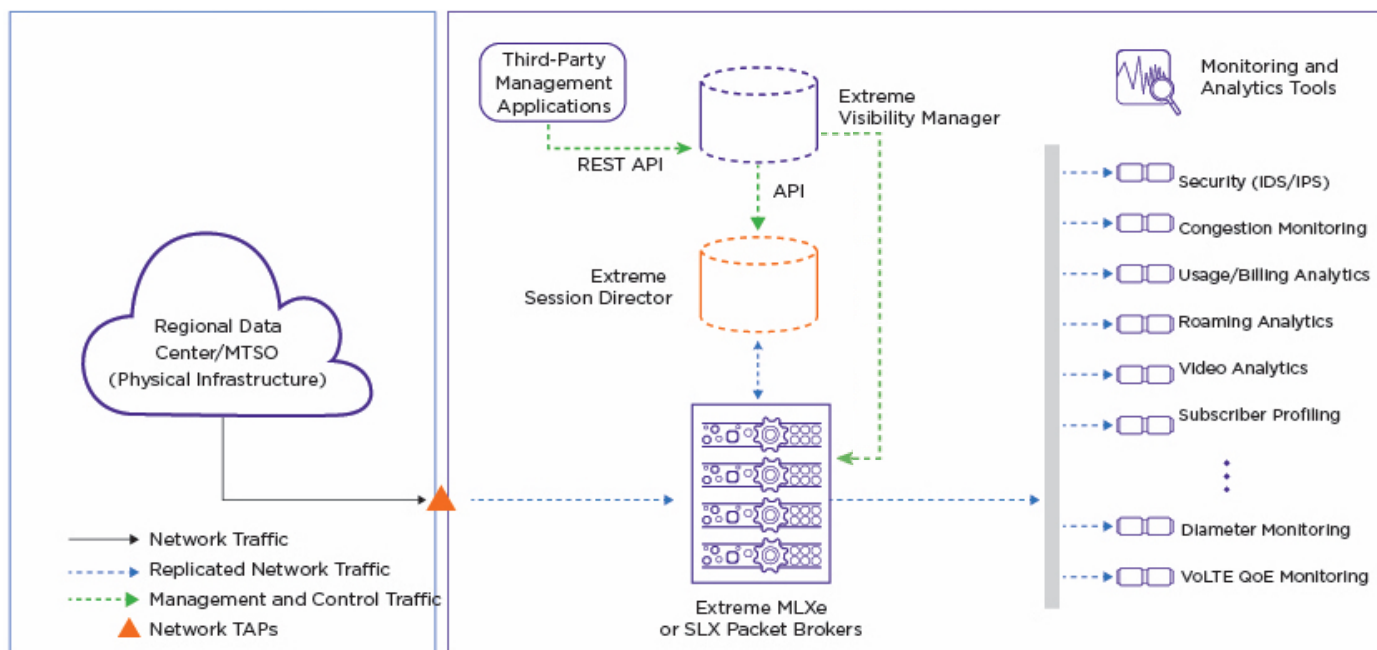 Third-Party
Management
Applications
REST API
Extreme
Visibility Manager
API
Extreme
Session Director
Monitoring and
Analytics Tools
Security (IDS/IPS)
Congestion Monitoring
Usage/Billing Analytics
Roaming Analytics
Video Analytics
Subscriber Profiling
Diameter Monitoring
VoLTE QoE Monitoring
Regional Data
Center/MTSO
(Physical Infrastructure)
Network Traffic
Replicated Network Traffic
Management and Control Traffic
Network TAPs
Extreme MLXe
or SLX Packet Brokers